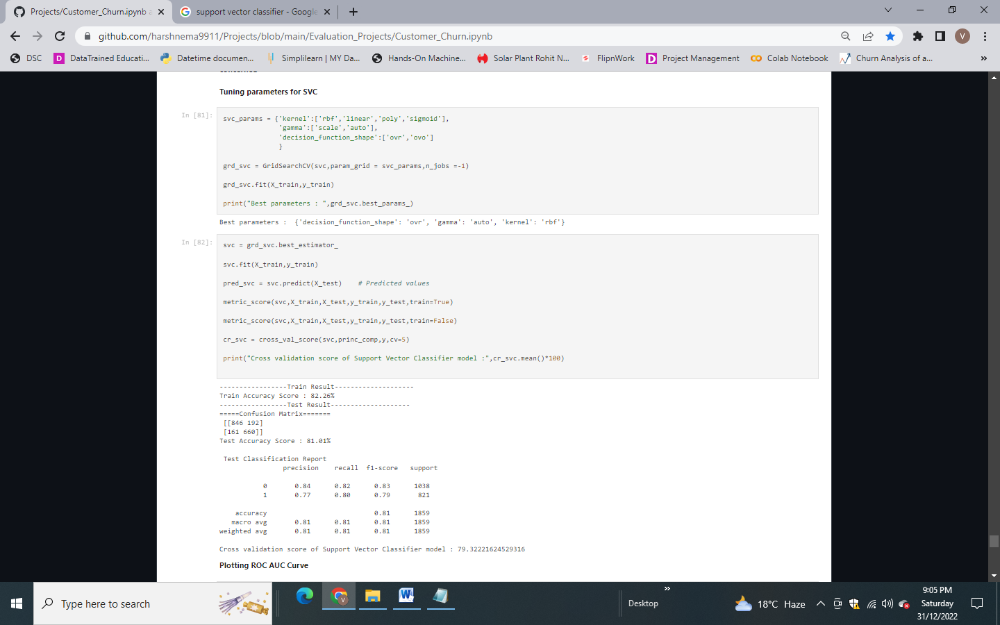 Projects/Customer_Churn.ipynb a
support vector classifier - Google
github.com/harshnema9911/Projects/blob/main/Evaluation_Projects/Customer_Churn.ipynb
V
DSC
DataTrained Educati...
Datetime documen...
Simplilearn | MY Da...
Hands-On Machine...
Solar Plant Rohit N...
FlipnWork
Project Management
Colab Notebook
Churn Analysis of a...
»
Tuning parameters for SVC
In [81]:
svc_params = {'kernel':['rbf','linear','poly','sigmoid'],
'gamma':['scale','auto'],
'decision_function_shape':['ovr','ovo']
}
grd_svc = GridSearchCV(svc,param_grid = svc_params,n_jobs =-1)
grd_svc.fit(X_train,y_train)
print("Best parameters : ",grd_svc.best_params_)
Best parameters :  {'decision_function_shape': 'ovr', 'gamma': 'auto', 'kernel': 'rbf'}
In [82]:
svc = grd_svc.best_estimator_
svc.fit(X_train,y_train)
pred_svc = svc.predict(X_test)    # Predicted values
metric_score(svc,X_train,X_test,y_train,y_test,train=True)
metric_score(svc,X_train,X_test,y_train,y_test,train=False)
cr_svc = cross_val_score(svc,princ_comp,y,cv=5)
print("Cross validation score of Support Vector Classifier model :",cr_svc.mean()*100)
-----------------Train Result--------------------
Train Accuracy Score : 82.26%
-----------------Test Result--------------------
=====Confusion Matrix=======
[[846 192]
[161 660]]
Test Accuracy Score : 81.01%
Test Classification Report
precision    recall  f1-score   support
0       0.84      0.82      0.83      1038
1       0.77      0.80      0.79       821
accuracy                           0.81      1859
macro avg       0.81      0.81      0.81      1859
weighted avg       0.81      0.81      0.81      1859
Cross validation score of Support Vector Classifier model : 79.32221624529316
Plotting ROC AUC Curve
Type here to search
V
W
Desktop
»
18°C Haze
9:05 PM
Saturday
31/12/2022